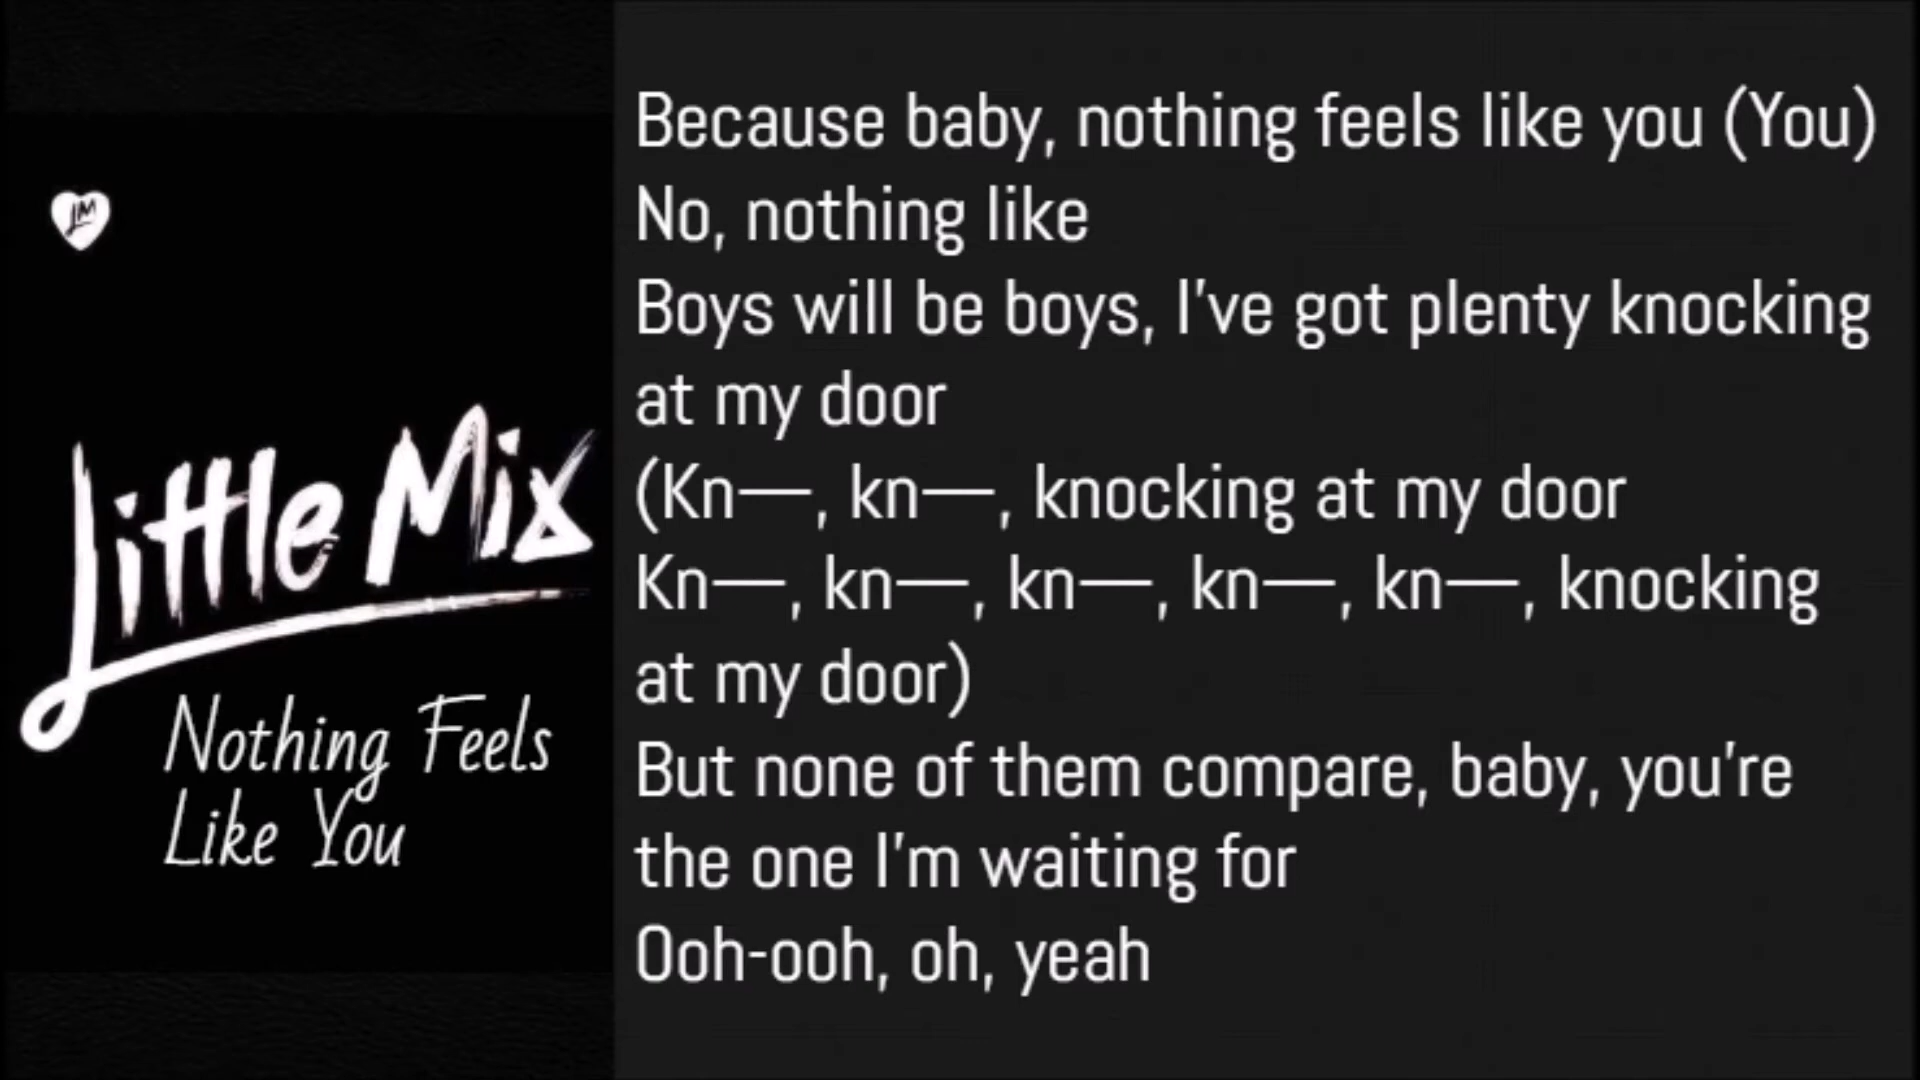 LM
Little Mix
Nothing Feels
Like You
Because baby, nothing feels like you (You)
No, nothing like
Boys will be boys, I've got plenty knocking
at my door
(Kn—, kn—, knocking at my door
Kn—, kn—, kn—, kn—, kn—, knocking
at my door)
But none of them compare, baby, you're
the one I'm waiting for
Ooh-ooh, oh, yeah